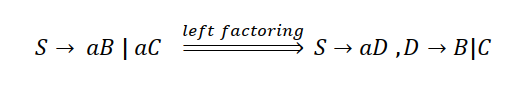 S → aB | aC left factoring ⟹ S → aD ,D → B|C